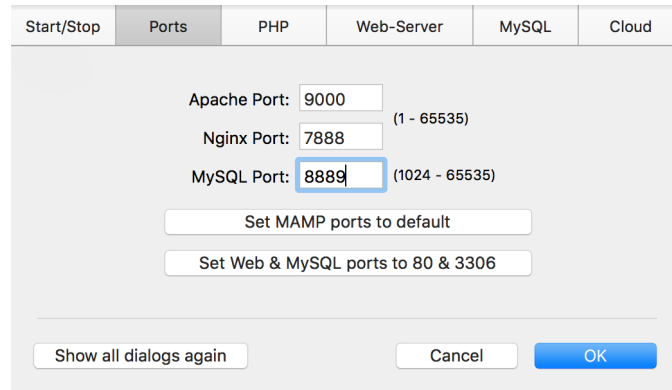 Start/Stop Ports PHP Web-Server MySQL Cloud
Apache Port: 9000
(1 - 65535)
Nginx Port: 7888
MySQL Port: 8889 (1024 - 65535)
Set MAMP ports to default
Set Web & MySQL ports to 80 & 3306
Show all dialogs again Cancel OK